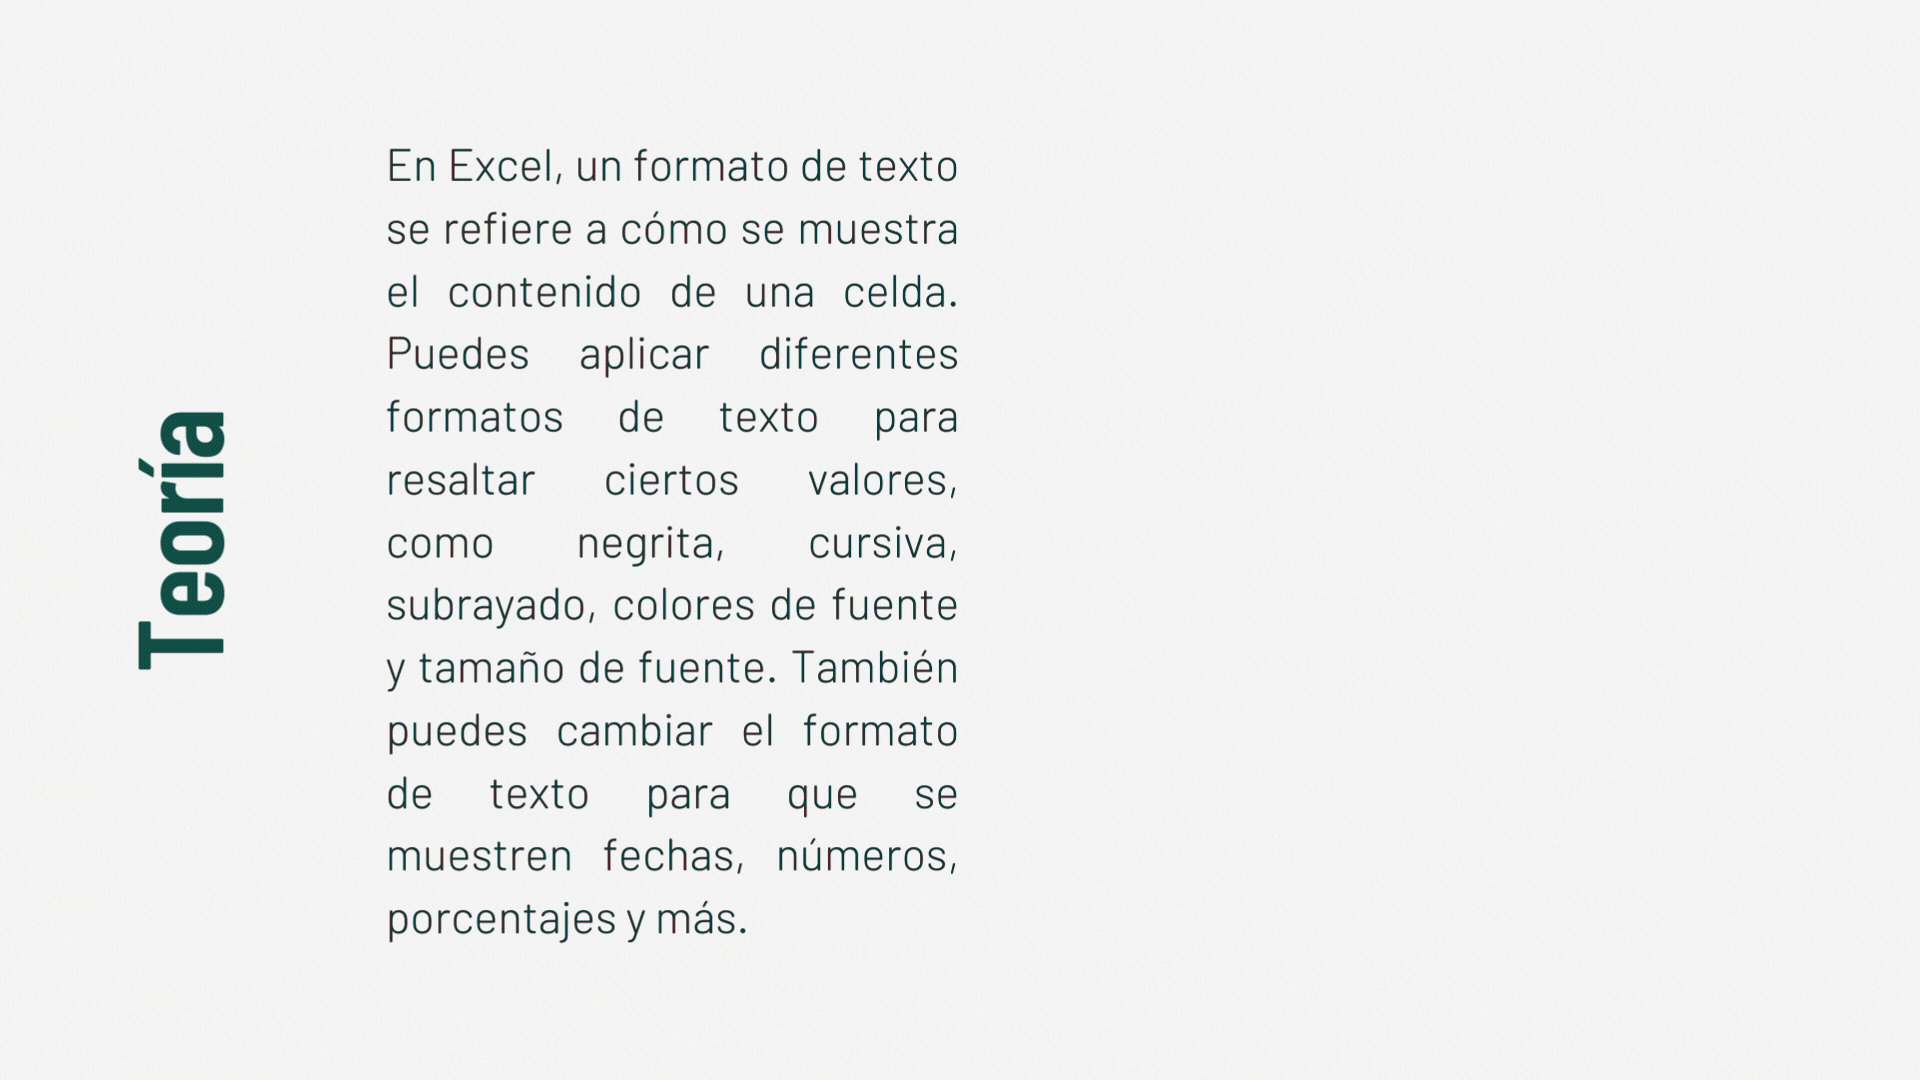 Teoría
En Excel, un formato de texto
se refiere a cómo se muestra
el contenido de una celda.
Puedes aplicar diferentes
formatos de texto para
resaltar ciertos valores,
como negrita, cursiva,
subrayado, colores de fuente
y tamaño de fuente. También
puedes cambiar el formato
de texto para que se
muestren fechas, números,
porcentajes y más.